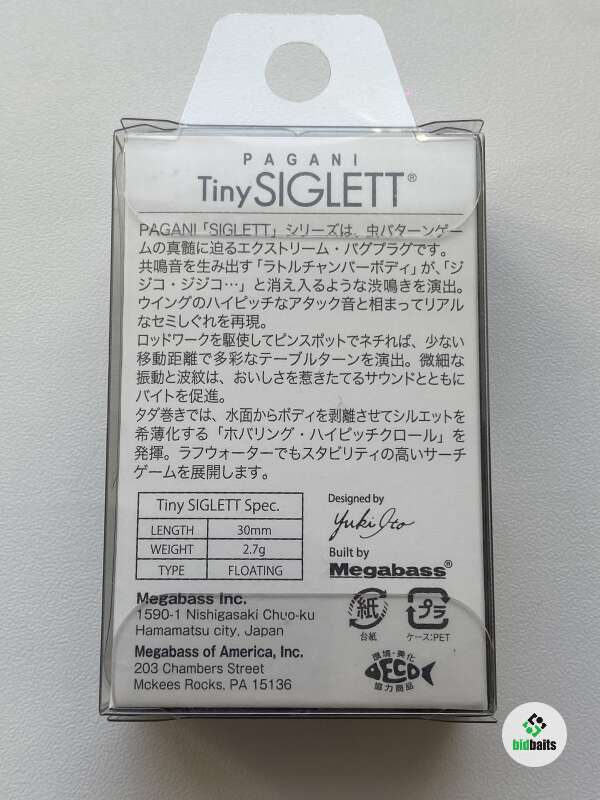 PAGANI
Tiny SIGLETT®
PAGANI「SIGLETT」シリーズは、虫パターンゲー
ムの真髄に迫るエクストリーム・バグプラグです。
共鳴音を生み出す「ラトルチャンバーボディ」が、「ジ
ジコ・ジジコ…」と消え入るような渋鳴きを演出。
ウイングのハイピッチなアタック音と相まってリアル
なセミしぐれを再現。
ロッドワークを駆使してピンスポットでネチれば、少ない
移動距離で多彩なテーブルターンを演出。微細な
振動と波紋は、おいしさを惹きたてるサウンドとともに
バイトを促進。
タダ巻きでは、水面からボディを剥離させてシルエットを
希薄化する「ホバリング・ハイピッチクロール」を
発揮。ラフウォーターでもスタビリティの高いサーチ
ゲームを展開します。
Tiny SIGLETT Spec.
LENGTH 30mm
WEIGHT 2.7g
TYPE FLOATING
Designed by
Yuki Ito
Built by
Megabass®
Megabass Inc.
1590-1 Nishigasaki Chuo-ku
Hamamatsu city, Japan
Megabass of America, Inc.
203 Chambers Street
Mckees Rocks, PA 15136
紙
台紙
プラ
ケース:PET
環境・美化
ECO
協力商品
bidbaits